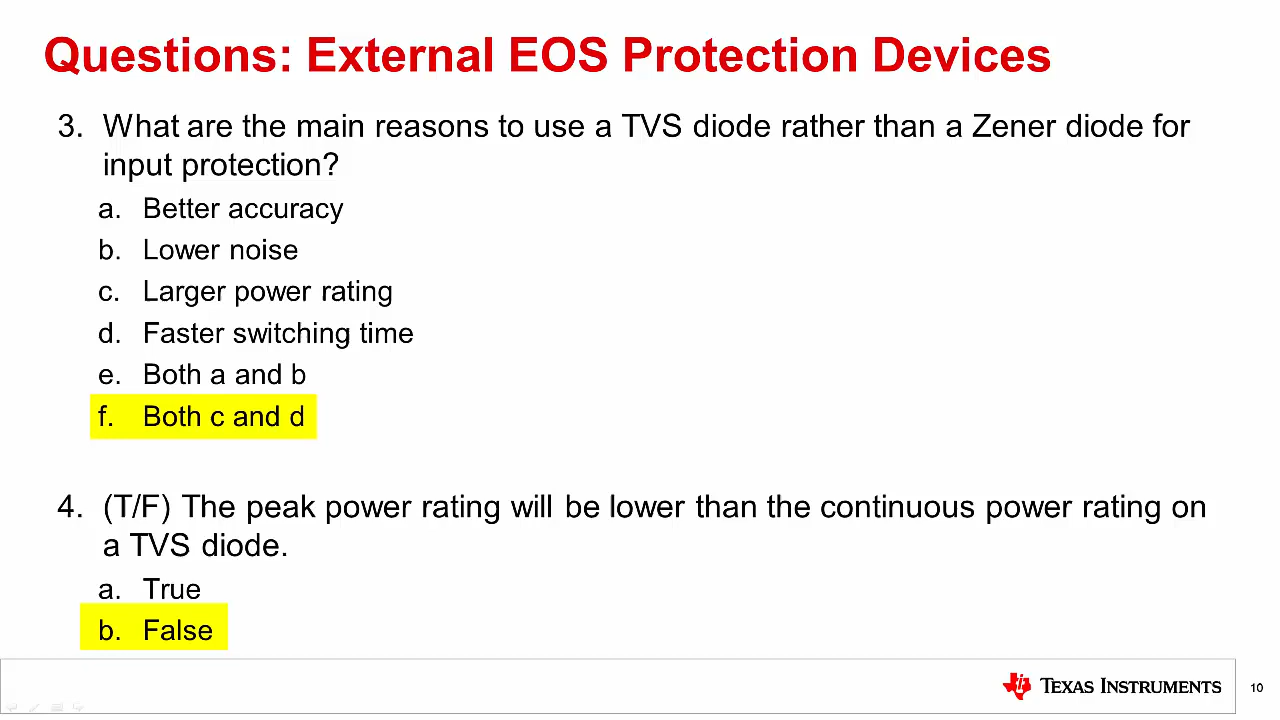 Questions: External EOS Protection Devices
3. What are the main reasons to use a TVS diode rather than a Zener diode for
input protection?
a. Better accuracy
b. Lower noise
c. Larger power rating
d. Faster switching time
e. Both a and b
f. Both c and d
4. (T/F) The peak power rating will be lower than the continuous power rating on
a TVS diode.
a. True
b. False
TEXAS INSTRUMENTS
10